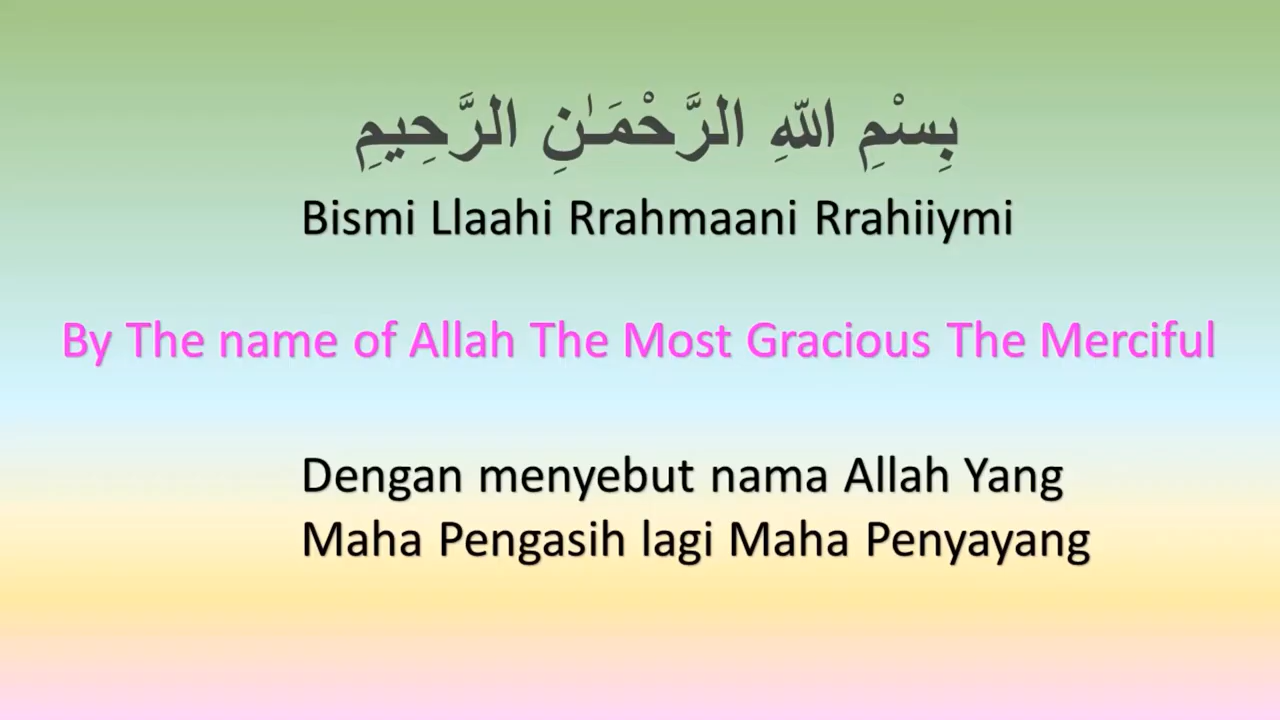 بِسْمِ اللّٰهِ الرَّحْمَـٰنِ الرَّحِيمِ
Bismi Llaahi Rrahmaani Rrahiiymi
By The name of Allah The Most Gracious The Merciful
Dengan menyebut nama Allah Yang
Maha Pengasih lagi Maha Penyayang